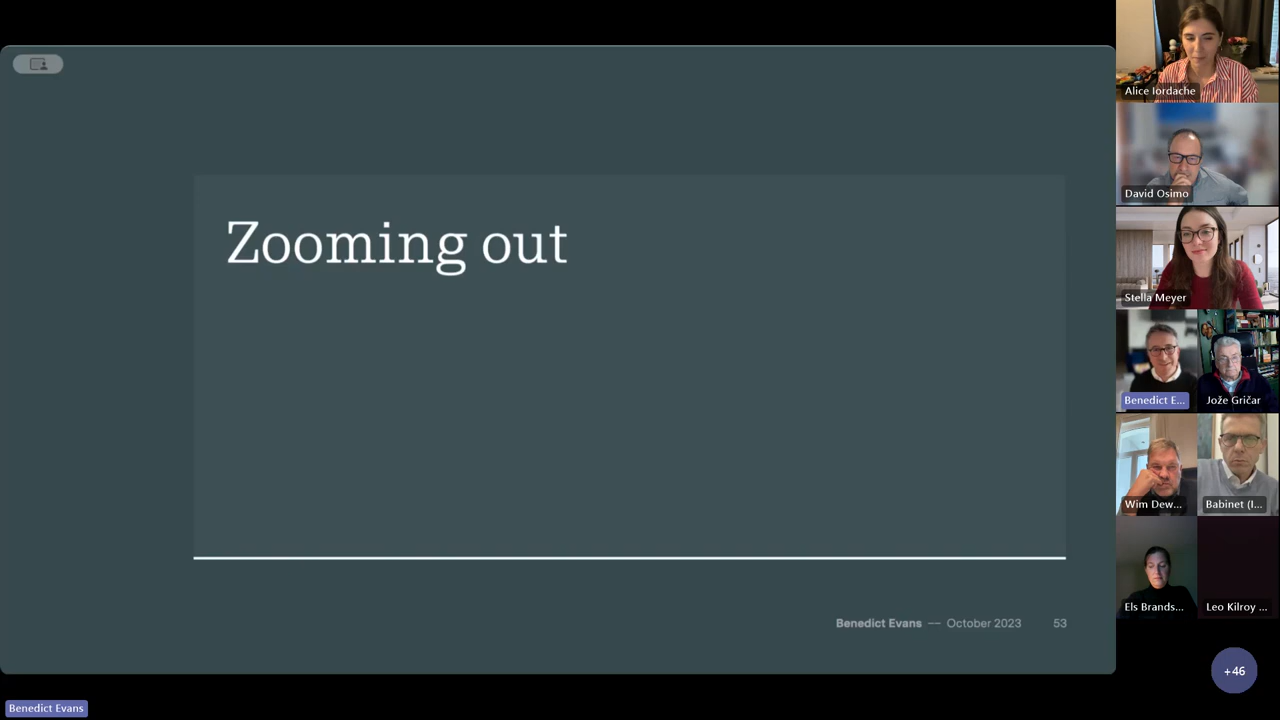 Zooming out
Benedict Evans — October 2023 53
Alice Iordache
David Osimo
Stella Meyer
Benedict E...
Jože Gričar
Wim Dew...
Babinet (I...
Els Brands...
Leo Kilroy ...
+46
Benedict Evans